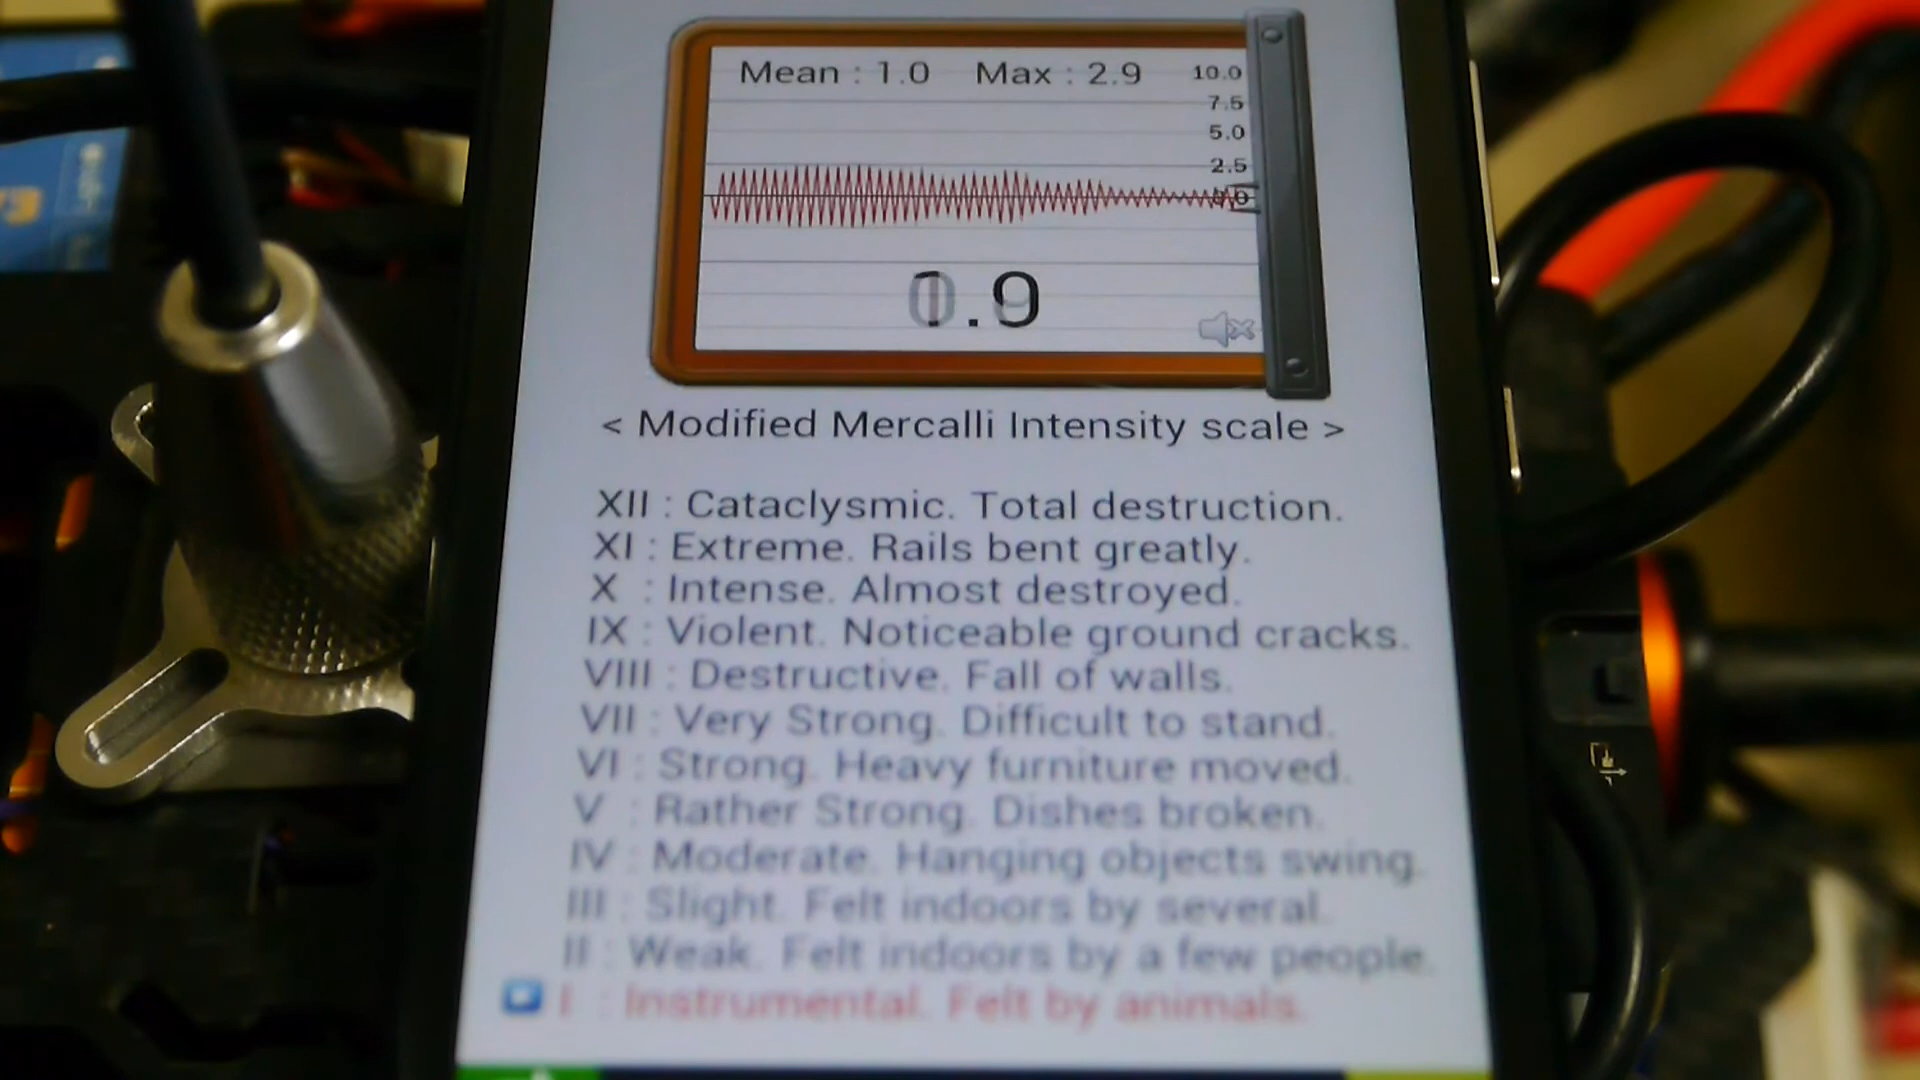 Mean : 1.0 Max : 2.9
10.0
7.5
5.0
2.5
0.0
.9
< Modified Mercalli Intensity scale >
XII : Cataclysmic. Total destruction.
XI : Extreme. Rails bent greatly.
X : Intense. Almost destroyed.
IX : Violent. Noticeable ground cracks.
VIII : Destructive. Fall of walls.
VII : Very Strong. Difficult to stand.
VI : Strong. Heavy furniture moved.
V : Rather Strong. Dishes broken.
IV : Moderate. Hanging objects swing.
III : Slight. Felt indoors by several.
II : Weak. Felt indoors by a few people.
I : Instrumental. Felt by animals.